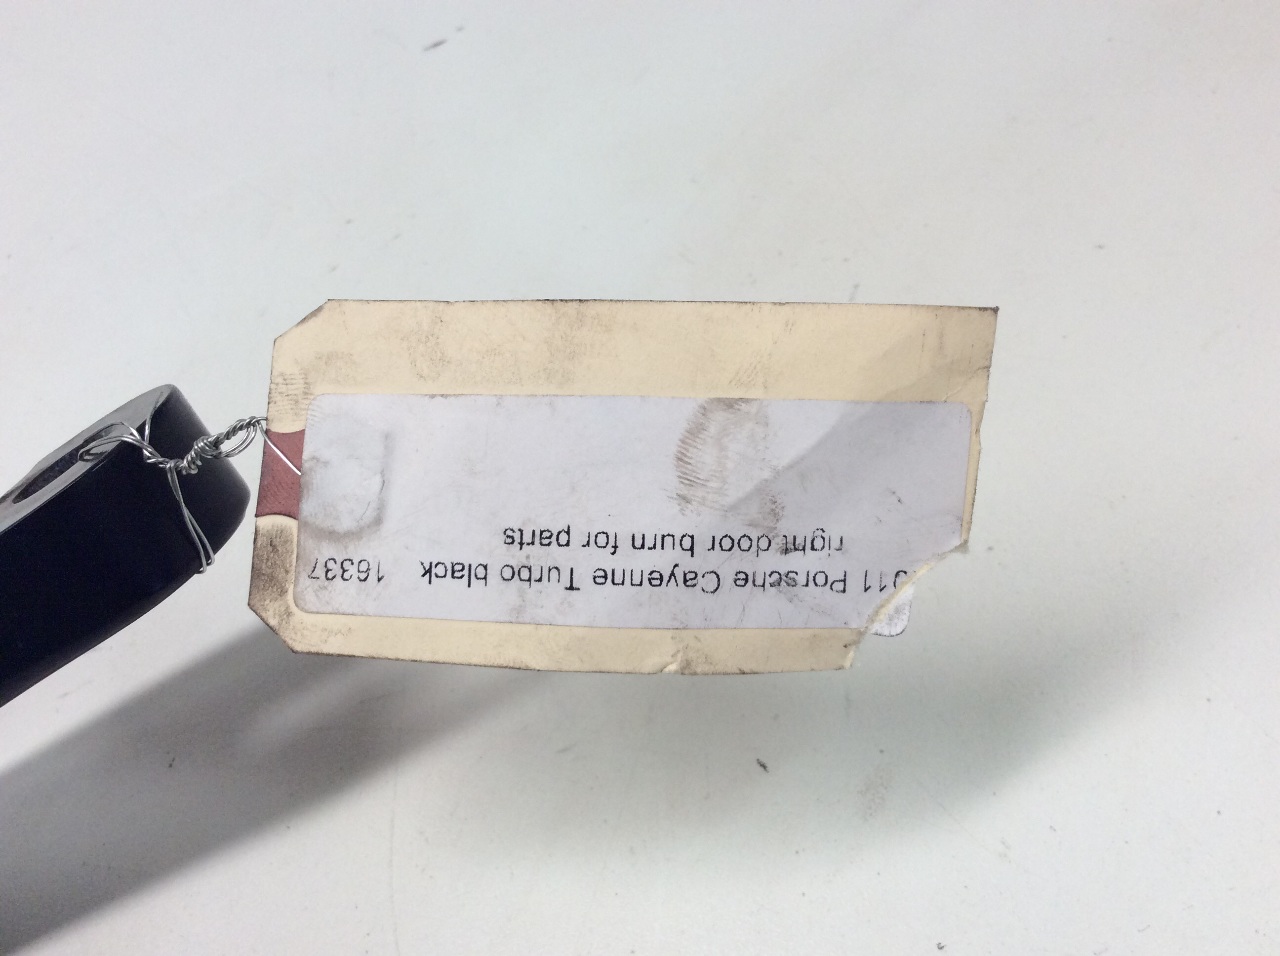 011 Porsche Cayenne Turbo black 16337
right door burn for parts